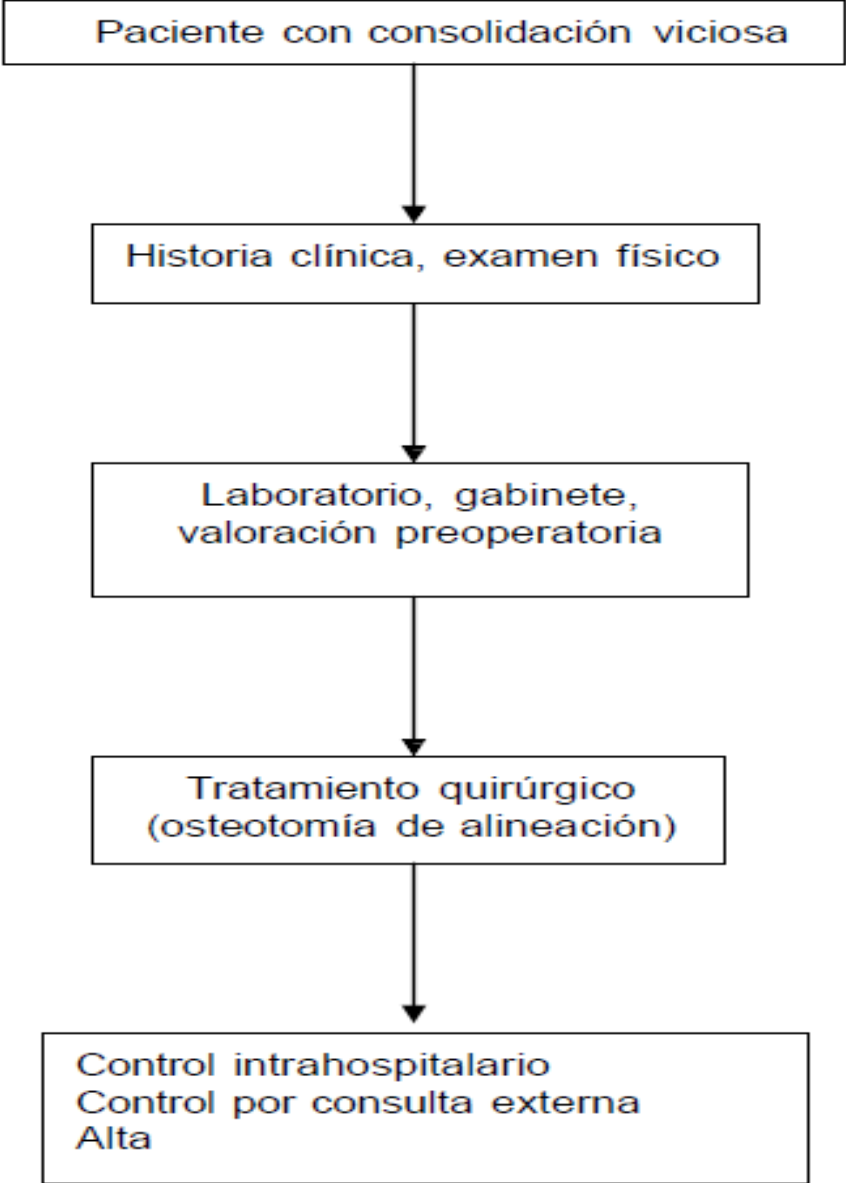 Paciente con consolidación viciosa
Historia clínica, examen físico
Laboratorio, gabinete,
valoración preoperatoria
Tratamiento quirúrgico
(osteotomía de alineación)
Control intrahospitalario
Control por consulta externa
Alta